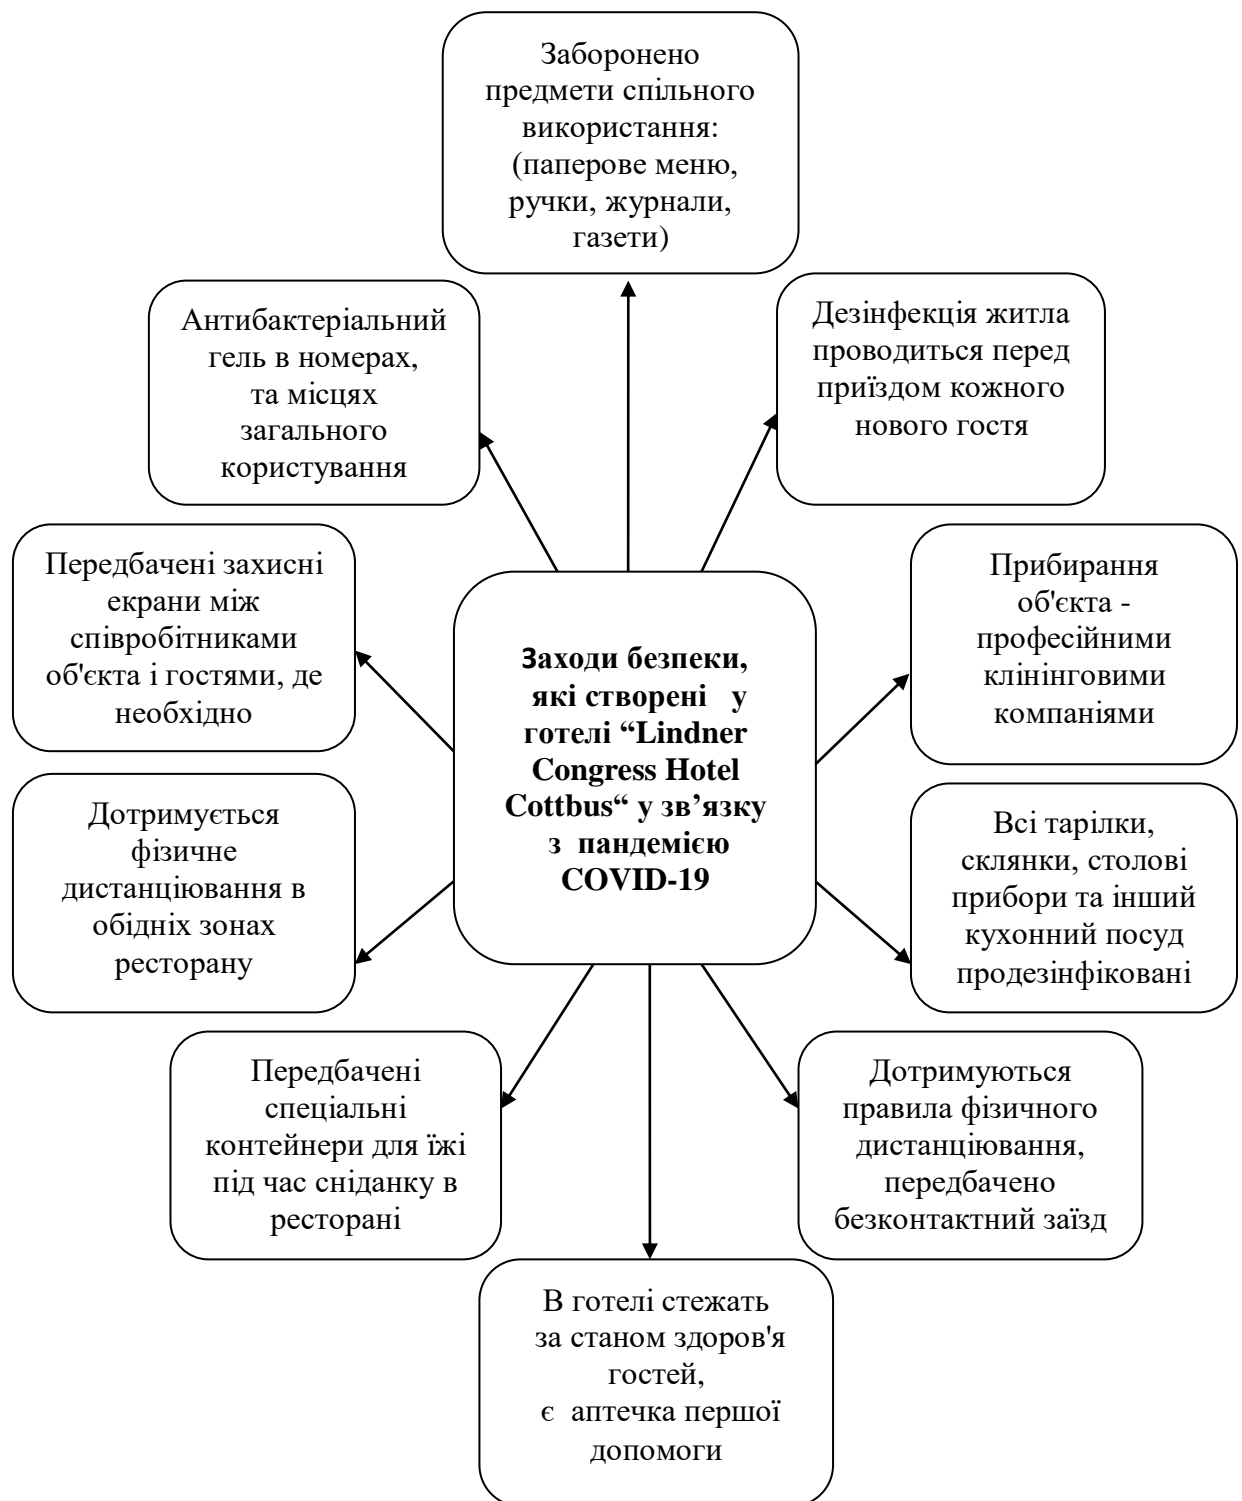 Заборонено
предмети спільного
використання:
(паперове меню,
ручки, журнали,
газети)
Антибактеріальний
гель в номерах,
та місцях
загального
користування
Дезінфекція житла
проводиться перед
приїздом кожного
нового гостя
Передбачені захисні
екрани між
співробітниками
об'єкта і гостями, де
необхідно
Прибирання
об'єкта -
професійними
клінінговими
компаніями
Заходи безпеки,
які створені у
готелі “Lindner
Congress Hotel
Cottbus“ у зв’язку
з пандемією
COVID-19
Дотримується
фізичне
дистанціювання в
обідніх зонах
ресторану
Всі тарілки,
склянки, столові
прибори та інший
кухонний посуд
продезінфіковані
Передбачені
спеціальні
контейнери для їжі
під час сніданку в
ресторані
Дотримуються
правила фізичного
дистанціювання,
передбачено
безконтактний заїзд
В готелі стежать
за станом здоров'я
гостей,
є аптечка першої
допомоги